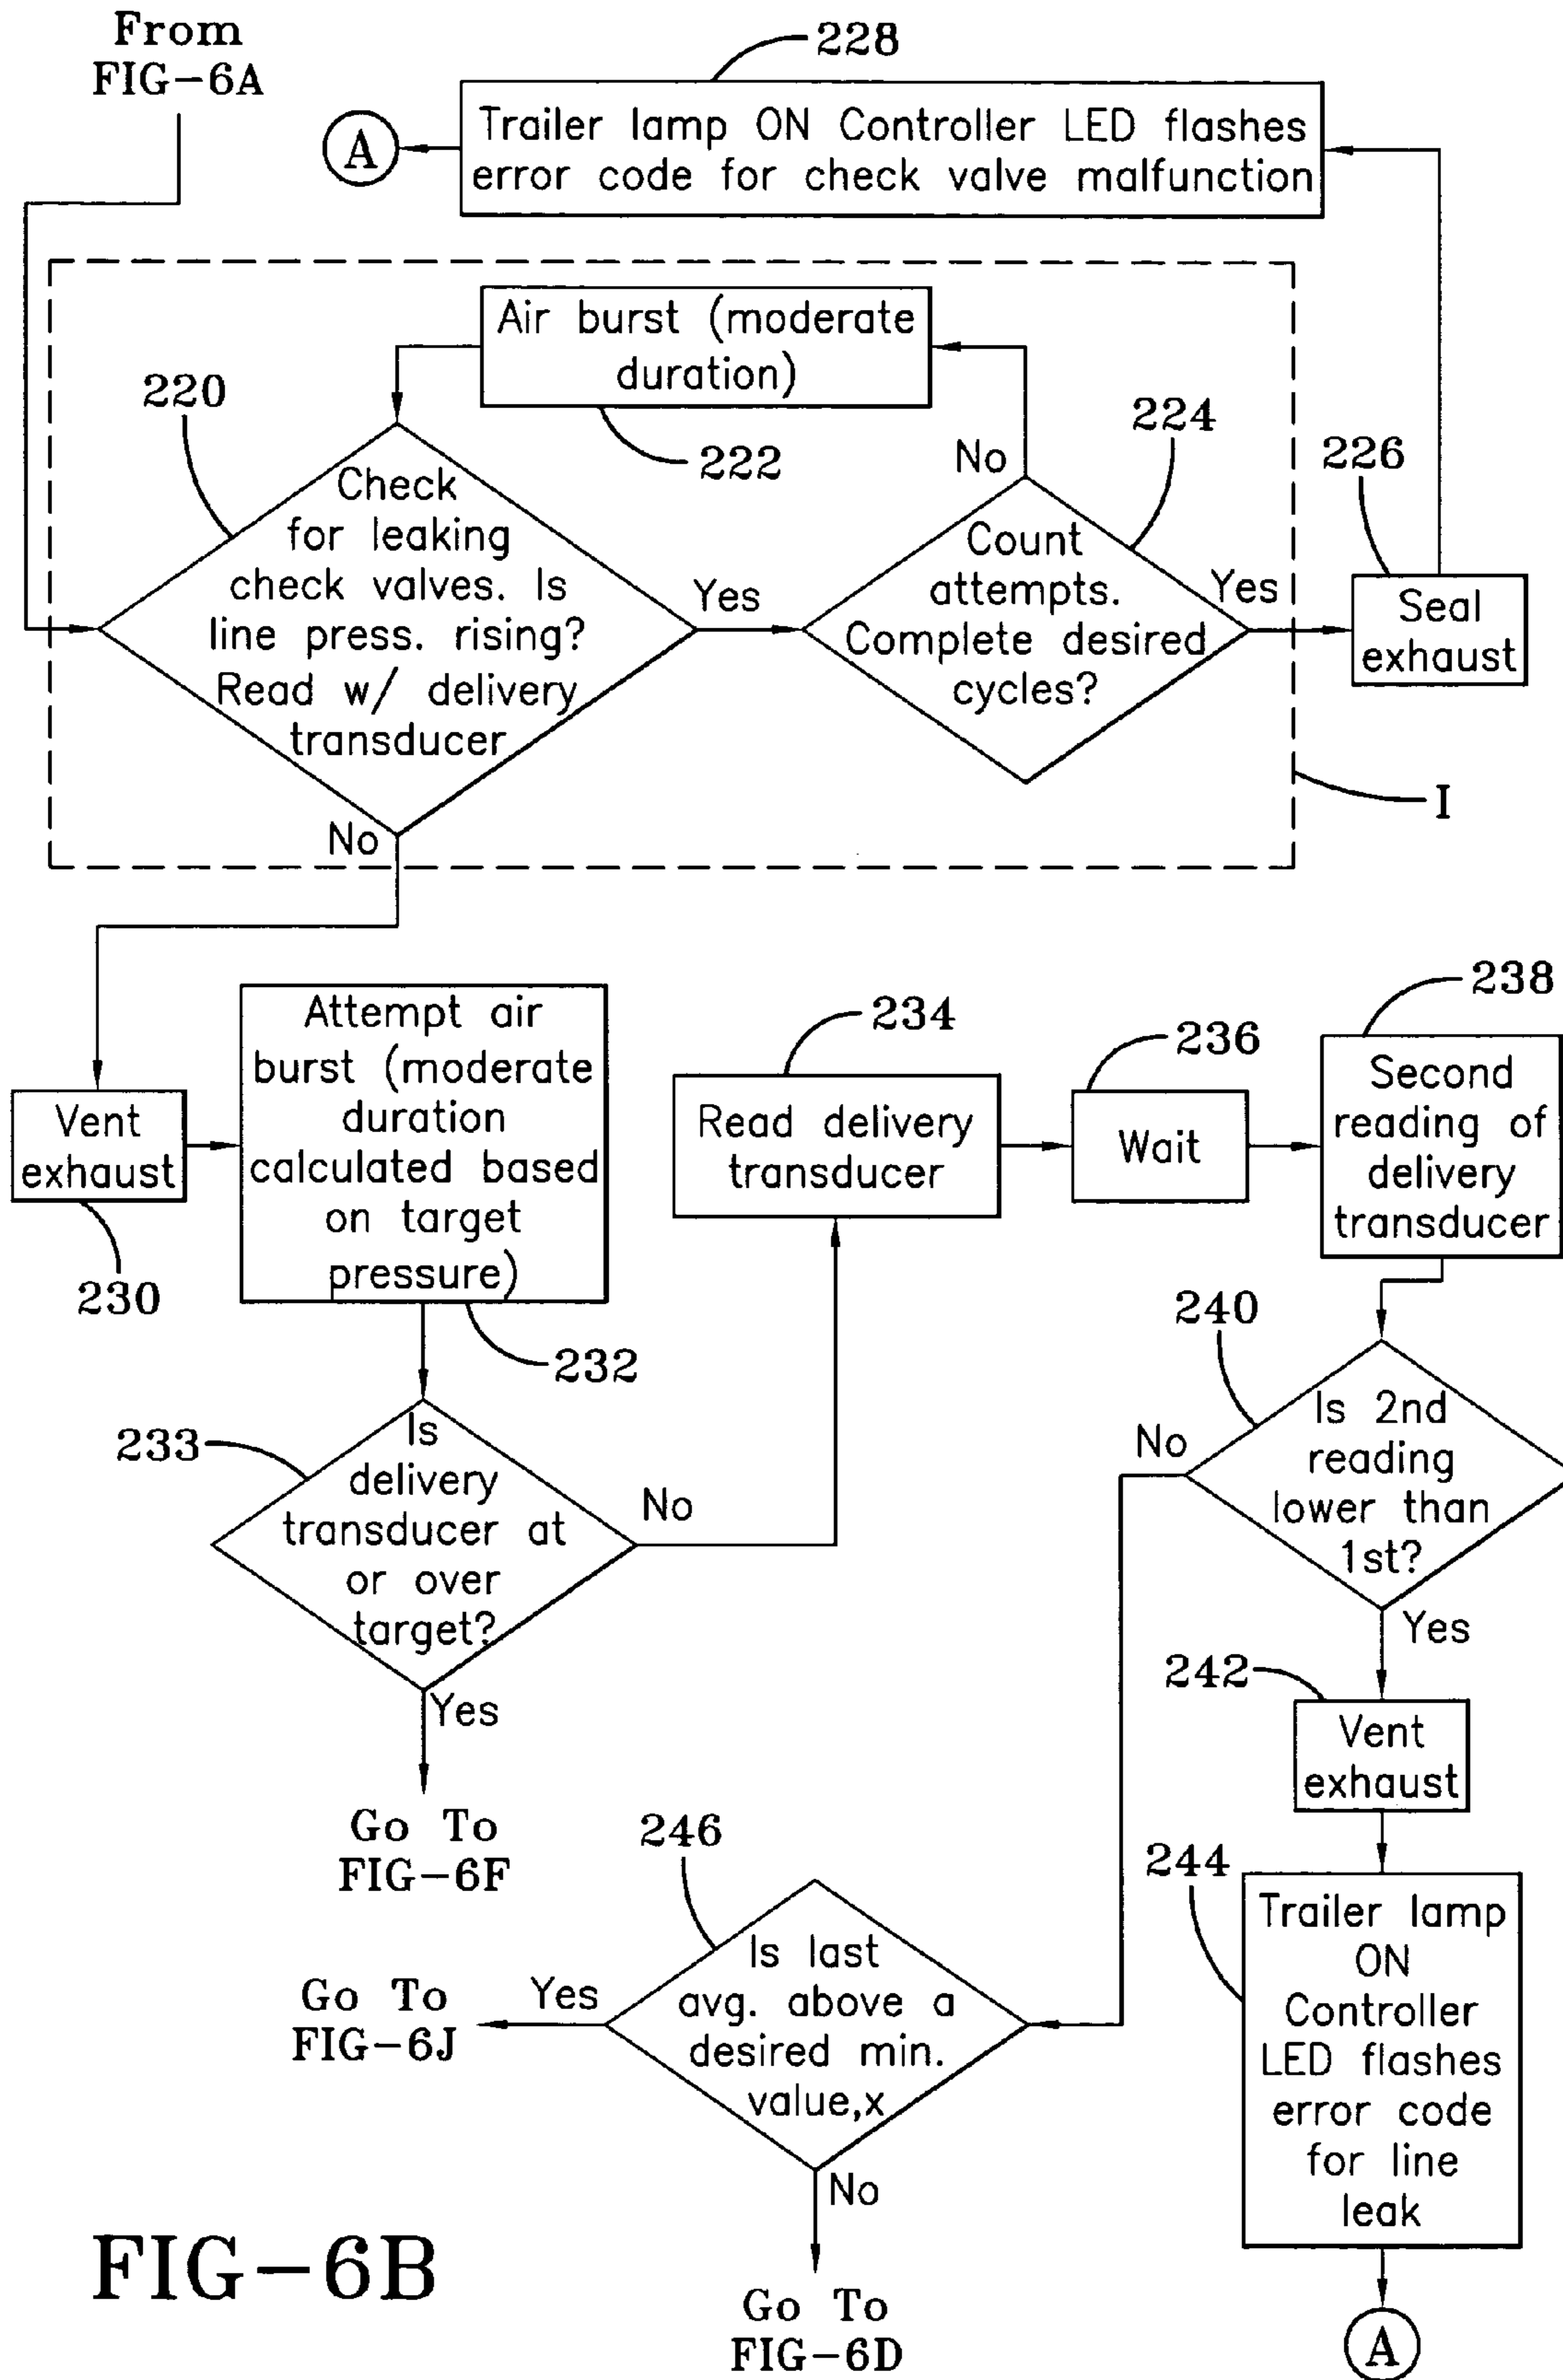 From
FIG-6A
228
Trailer lamp ON Controller LED flashes
error code for check valve malfunction
A
Air burst (moderate
duration)
222
220
Check
for leaking
check valves. Is
line press. rising?
Read w/ delivery
transducer
Yes
No
224
Count
attempts.
Complete desired
cycles?
No
Yes
226
Seal
exhaust
I
Vent
exhaust
230
Attempt air
burst (moderate
duration
calculated based
on target
pressure)
232
233
Is
delivery
transducer at
or over
target?
No
Yes
Go To
FIG-6F
234
Read delivery
transducer
236
Wait
238
Second
reading of
delivery
transducer
240
Is 2nd
reading
lower than
1st?
No
Yes
242
Vent
exhaust
244
Trailer lamp
ON
Controller
LED flashes
error code
for line
leak
A
246
Is last
avg. above a
desired min.
value,x
Yes
Go To
FIG-6J
No
Go To
FIG-6D
FIG-6B